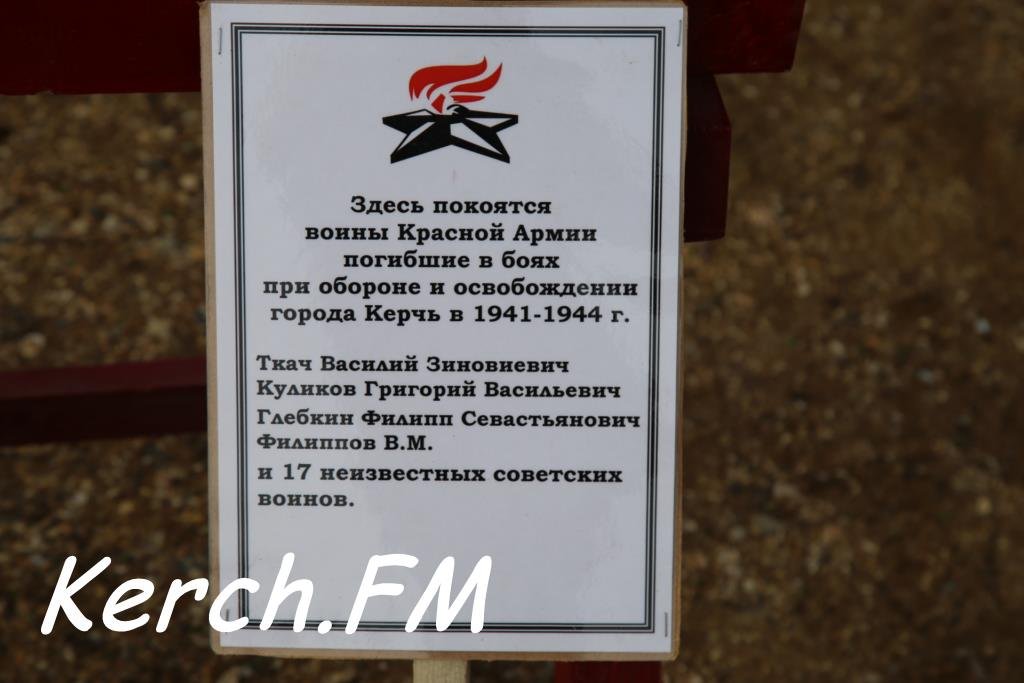 Здесь покоятся
воины Красной Армии
погибшие в боях
при обороне и освобождении
города Керчь в 1941-1944 г.
Ткач Василий Зиновиевич
Куликов Григорий Васильевич
Глебкин Филипп Севастьянович
Филиппов В.М.
и 17 неизвестных советских
воинов.
Kerch.FM